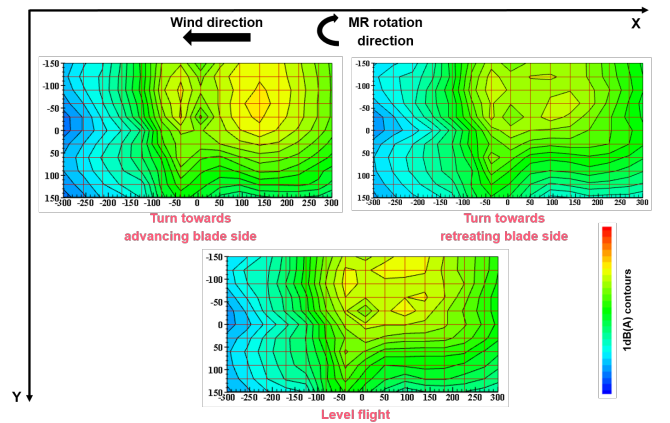 X
Wind direction
MR rotation
direction
-150
-100
-50
0
50
100
150
-300 -250 -200 -150 -100 -50 0 50 100 150 200 250 300
Turn towards
advancing blade side
-150
-100
-50
0
50
100
150
-300 -250 -200 -150 -100 -50 0 50 100 150 200 250 300
Turn towards
retreating blade side
-150
-100
-50
0
50
100
150
-300 -250 -200 -150 -100 -50 0 50 100 150 200 250 300
Level flight
1dB(A) contours
Y